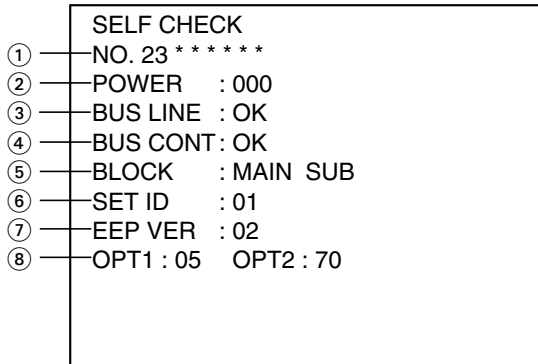 SELF CHECK
① NO. 23 * * * * * *
② POWER : 000
③ BUS LINE : OK
④ BUS CONT : OK
⑤ BLOCK : MAIN SUB
⑥ SET ID : 01
⑦ EEP VER : 02
⑧ OPT1 : 05 OPT2 : 70